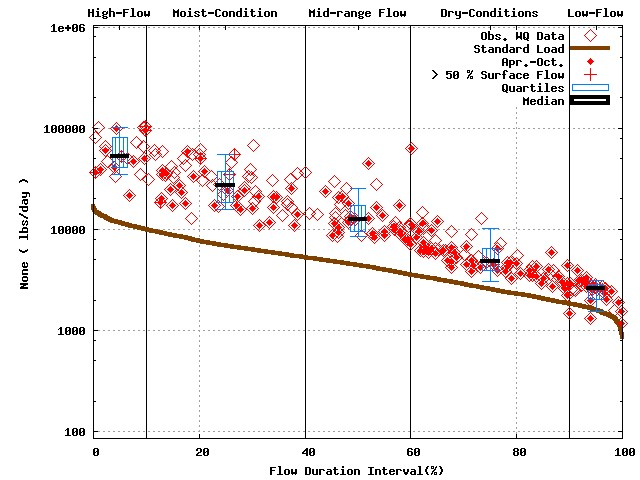 High-Flow Moist-Condition Mid-range Flow Dry-Conditions Low-Flow
1e+06
Obs. WQ Data
Standard Load
Apr.-Oct.
> 50 % Surface Flow
Quartiles
Median
100000
10000
1000
100
None ( lbs/day )
0 20 40 60 80 100
Flow Duration Interval(%)